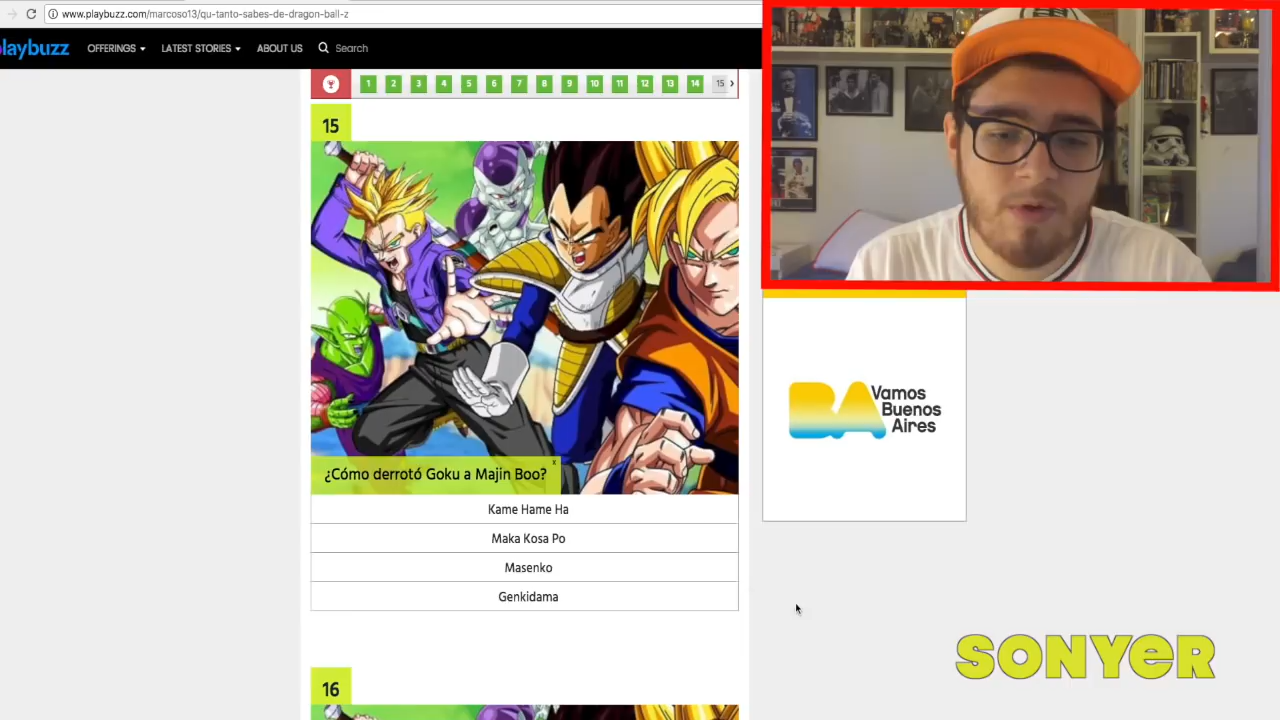 www.playbuzz.com/marcoso13/qu-tanto-sabes-de-dragon-ball-z
laybuzz OFFERINGS LATEST STORIES ABOUT US Search
1 2 3 4 5 6 7 8 9 10 11 12 13 14 15
15
¿Cómo derrotó Goku a Majin Boo? x
Kame Hame Ha
Maka Kosa Po
Masenko
Genkidama
16
BA Vamos
Buenos
Aires
SONYER